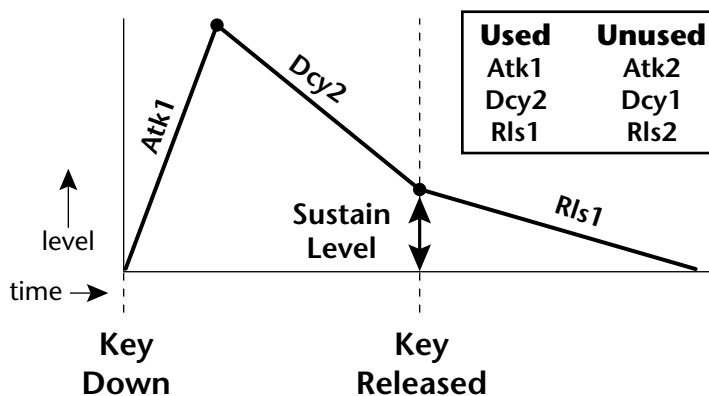 Used Unused
Atk1 Atk2
Dcy2 Dcy1
Rls1 Rls2
Atk1
Dcy2
Rls1
Sustain
Level
level
time
Key
Down
Key
Released